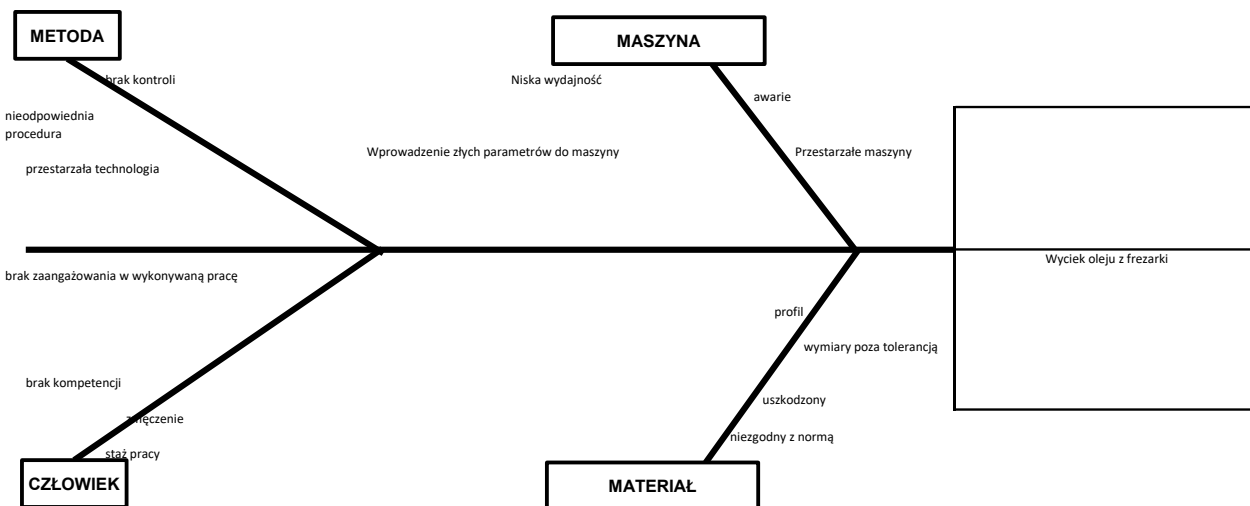 METODA
MASZYNA
brak kontroli
Niska wydajność
awarie
nieodpowiednia
procedura
Wprowadzenie złych parametrów do maszyny
Przestarzałe maszyny
przestarzała technologia
brak zaangażowania w wykonywaną pracę
Wyciek oleju z frezarki
profil
wymiary poza tolerancją
brak kompetencji
uszkodzony
zmęczenie
niezgodny z normą
staż pracy
CZŁOWIEK
MATERIAŁ